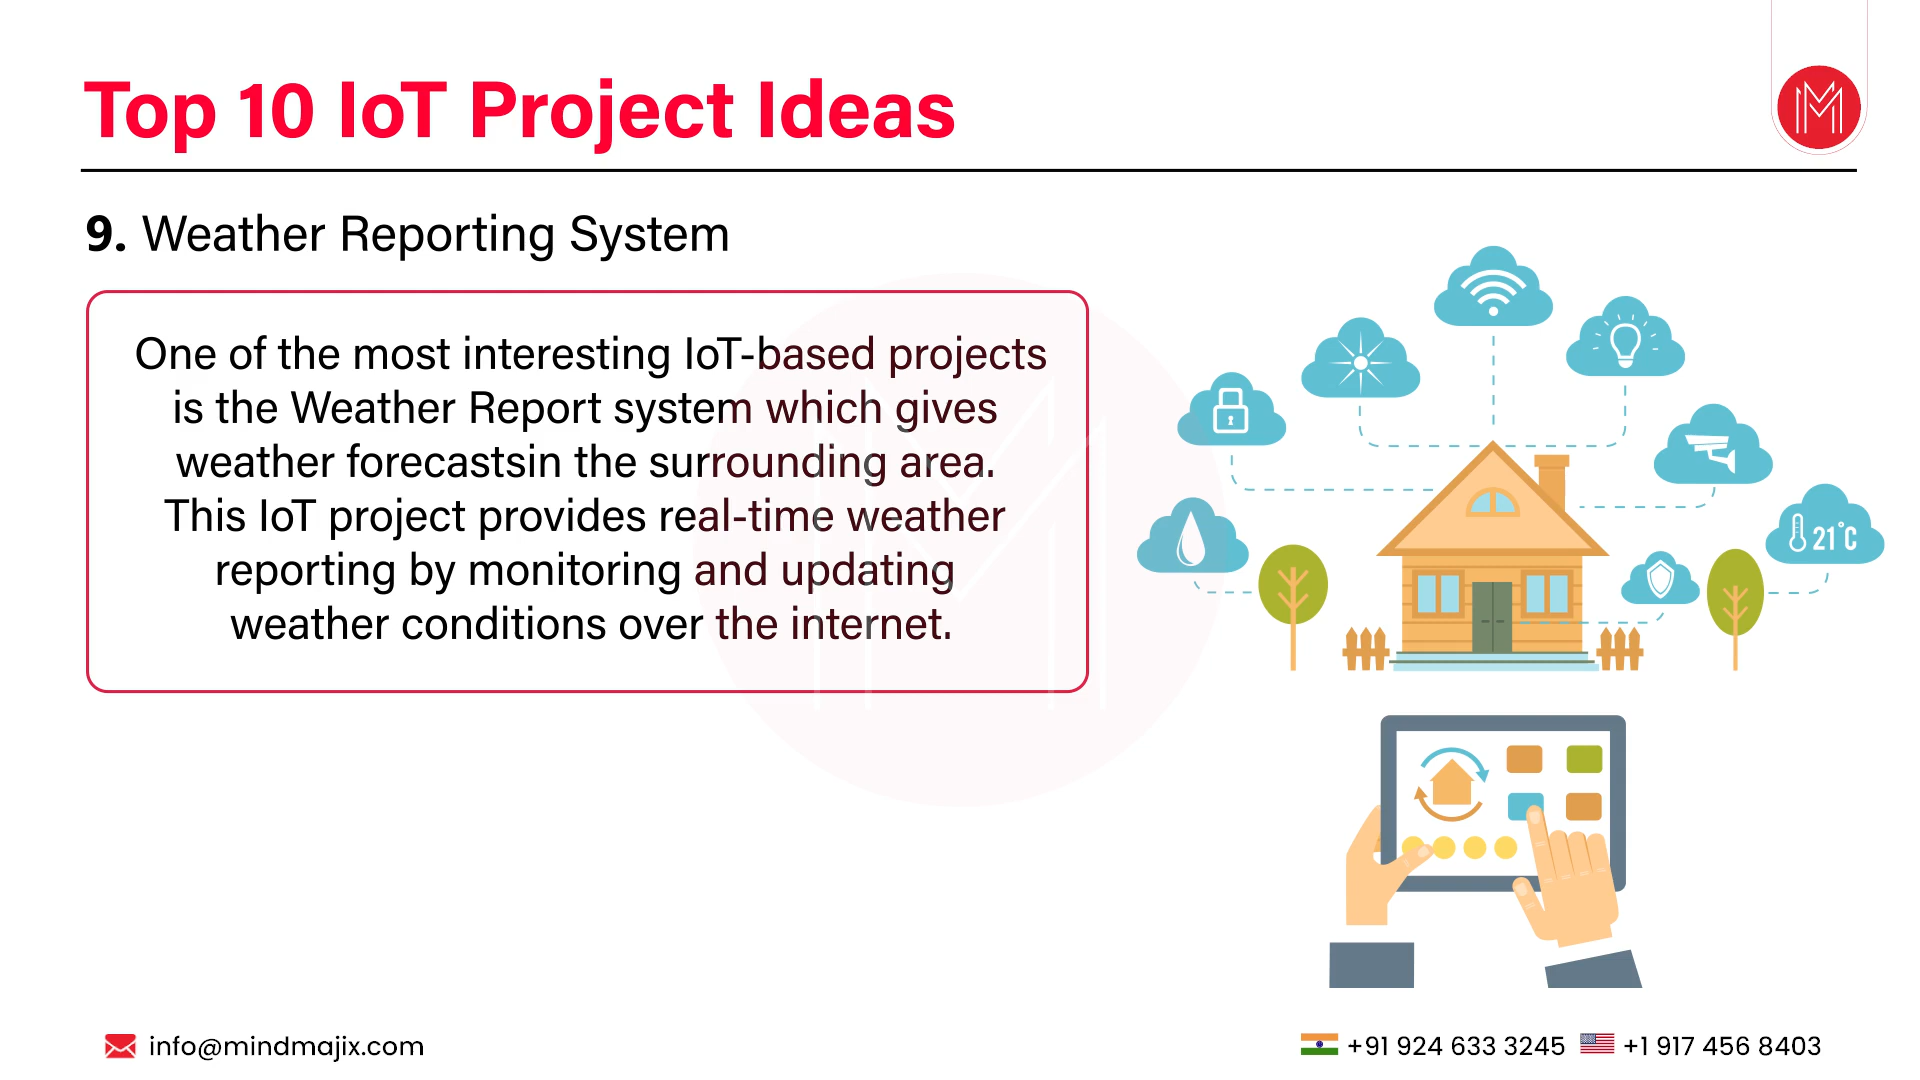 Top 10 IoT Project Ideas
9. Weather Reporting System
One of the most interesting IoT-based projects
is the Weather Report system which gives
weather forecastsin the surrounding area.
This IoT project provides real-time weather
reporting by monitoring and updating
weather conditions over the internet.
21°C
info@mindmajix.com
+91 924 633 3245
+1 917 456 8403